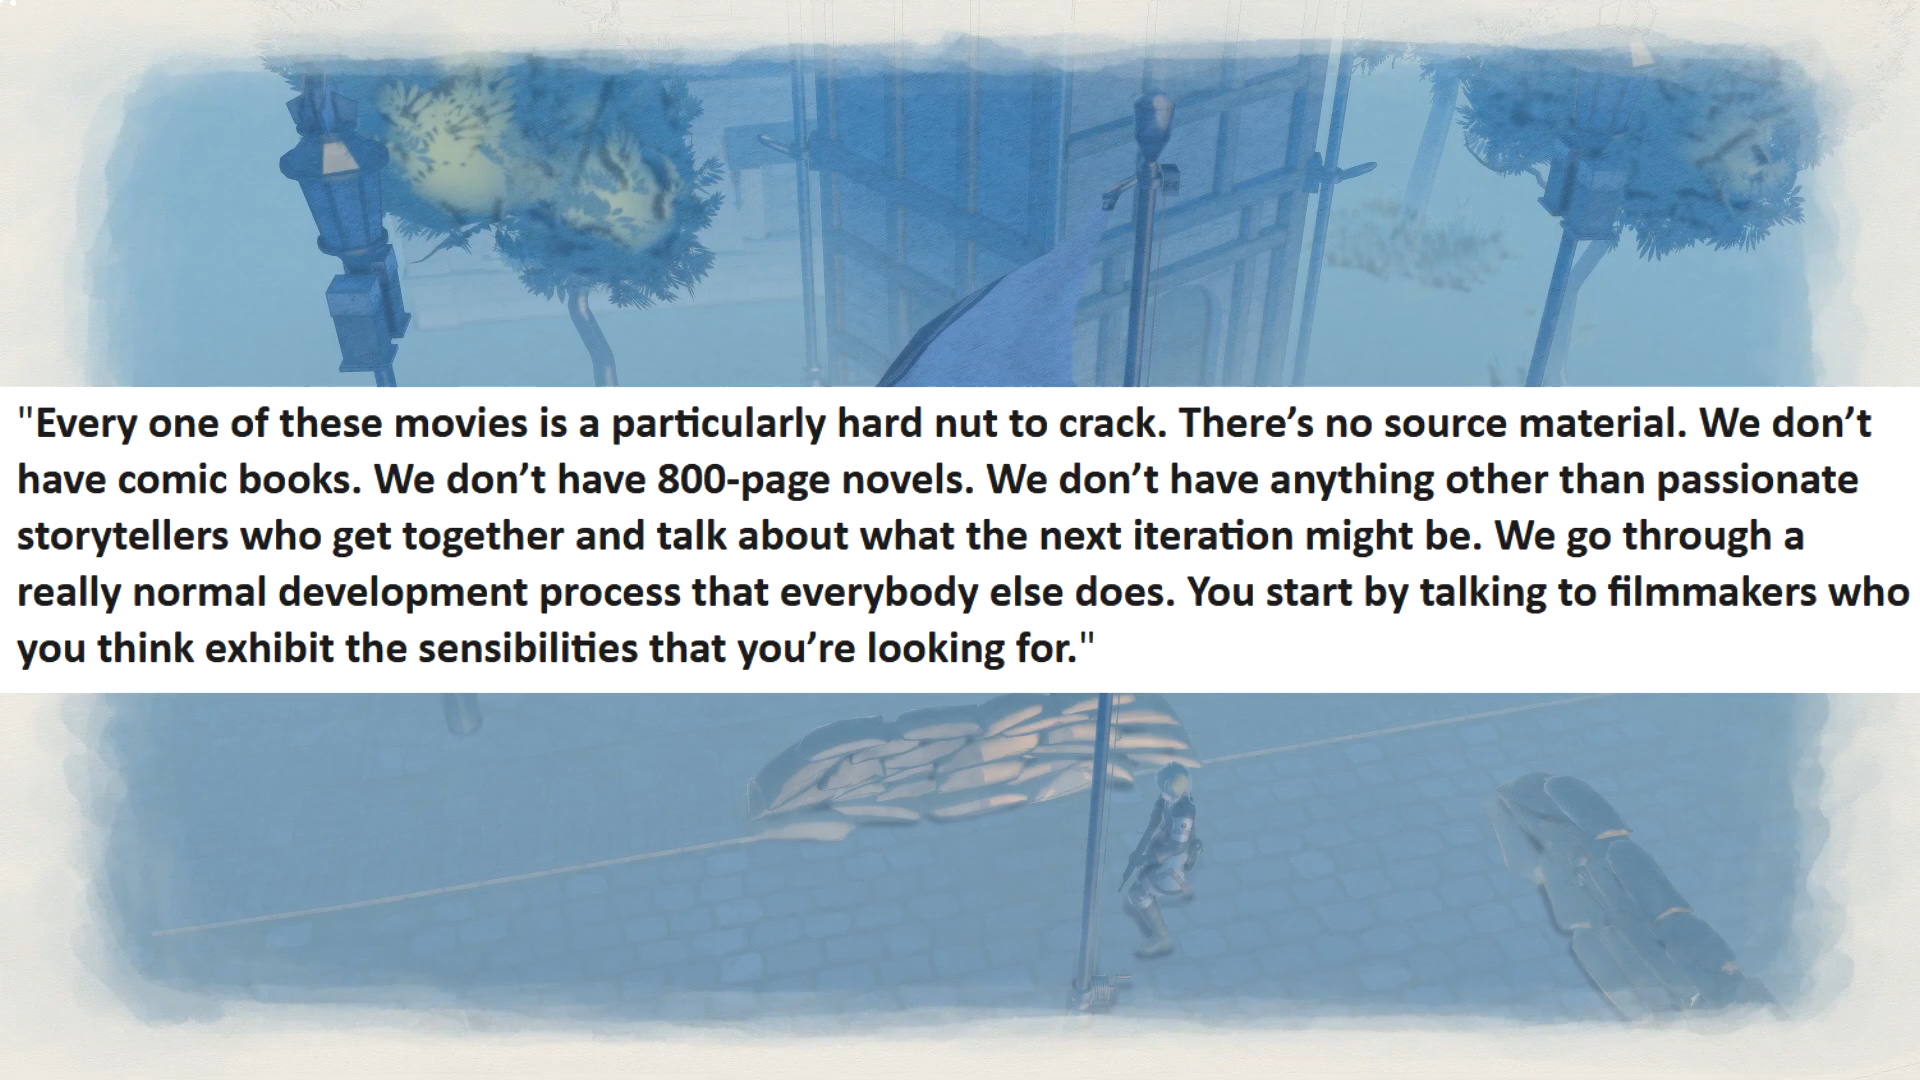 "Every one of these movies is a particularly hard nut to crack. There’s no source material. We don’t
have comic books. We don’t have 800-page novels. We don’t have anything other than passionate
storytellers who get together and talk about what the next iteration might be. We go through a
really normal development process that everybody else does. You start by talking to filmmakers who
you think exhibit the sensibilities that you’re looking for."